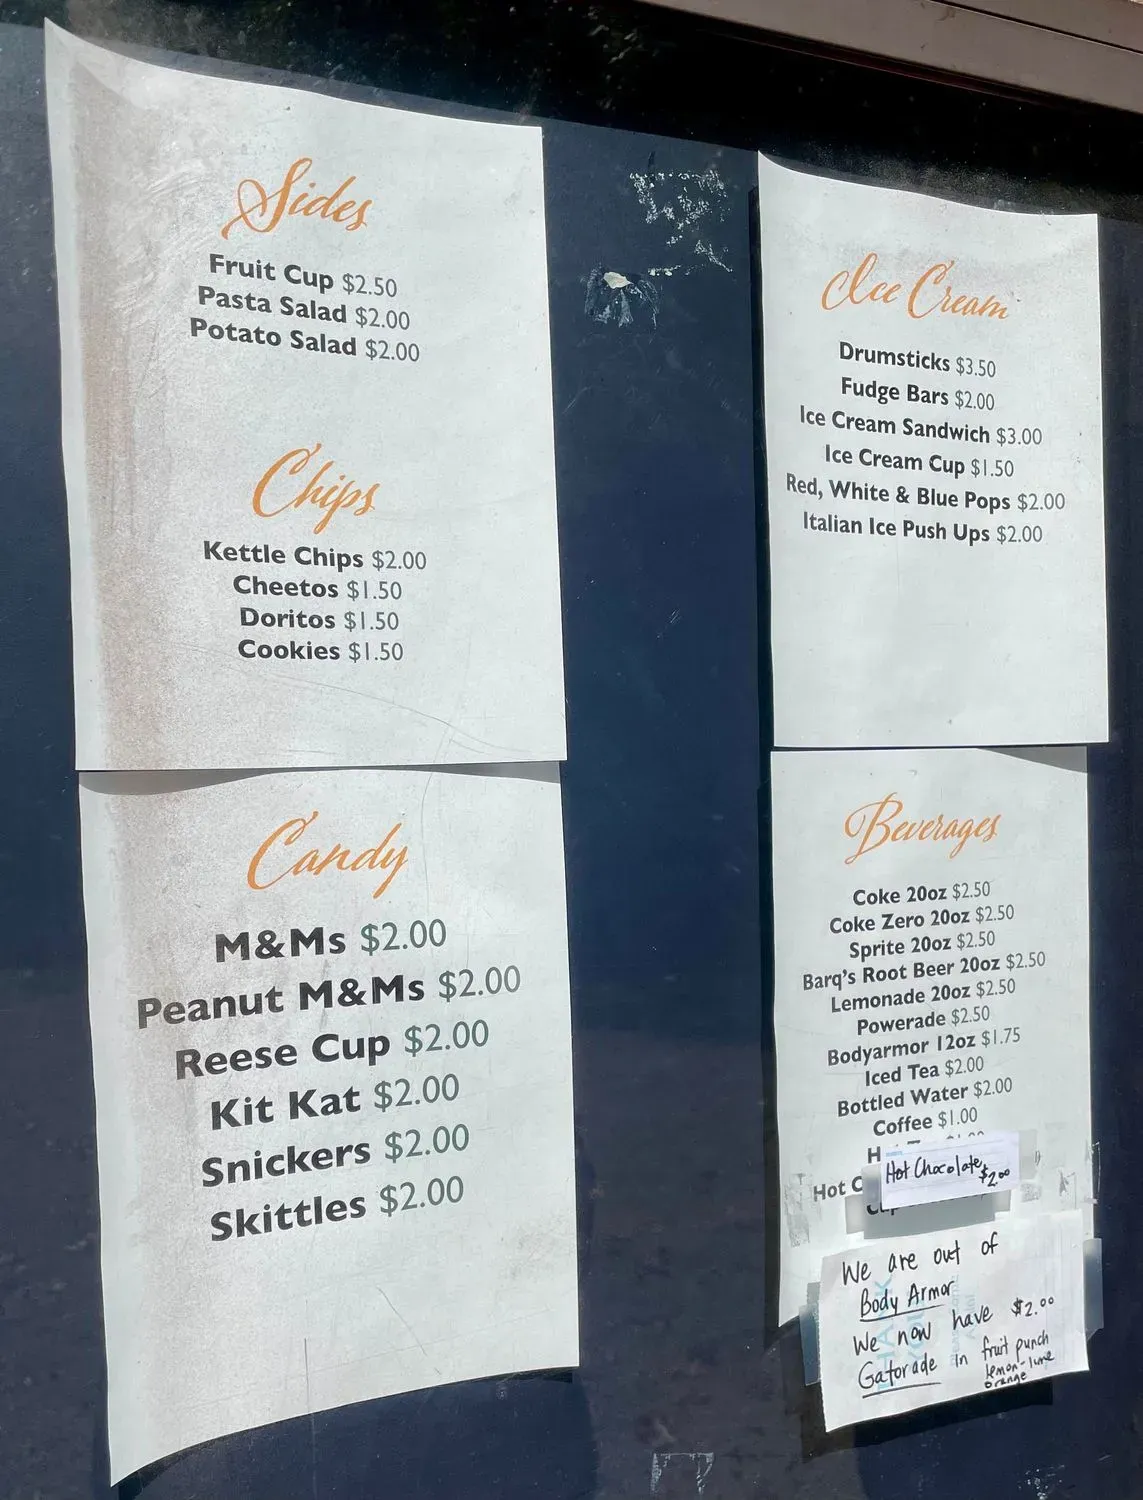 Sides
Fruit Cup $2.50
Pasta Salad $2.00
Potato Salad $2.00
Chips
Kettle Chips $2.00
Cheetos $1.50
Doritos $1.50
Cookies $1.50
Candy
M&Ms $2.00
Peanut M&Ms $2.00
Reese Cup $2.00
Kit Kat $2.00
Snickers $2.00
Skittles $2.00
Ice Cream
Drumsticks $3.50
Fudge Bars $2.00
Ice Cream Sandwich $3.00
Ice Cream Cup $1.50
Red, White & Blue Pops $2.00
Italian Ice Push Ups $2.00
Beverages
Coke 20oz $2.50
Coke Zero 20oz $2.50
Sprite 20oz $2.50
Barq's Root Beer 20oz $2.50
Lemonade 20oz $2.50
Powerade $2.50
Bodyarmor 12oz $1.75
Iced Tea $2.00
Bottled Water $2.00
Coffee $1.00
Hot Chocolate $2.00
Hot C
We are out of
Body Armor
We now have $2.00
Gatorade in fruit punch
lemon-lime
orange